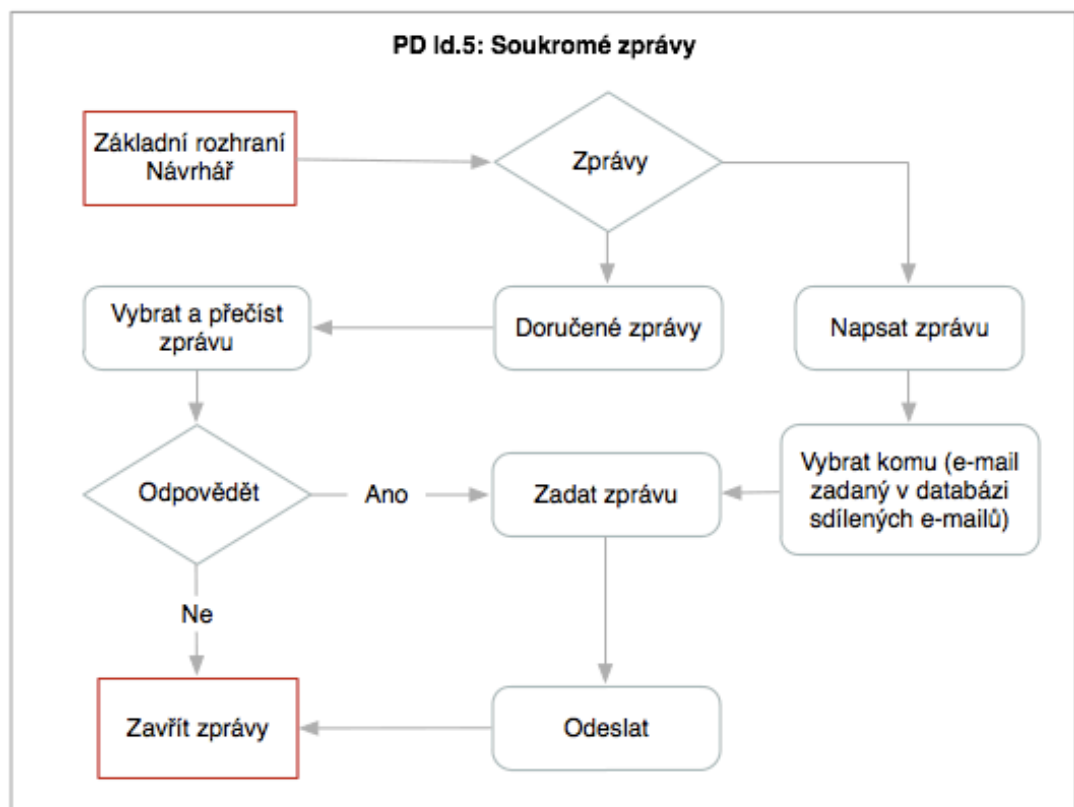 PD Id.5: Soukromé zprávy
Základní rozhraní
Návrhář
Zprávy
Vybrat a přečíst
zprávu
Doručené zprávy
Napsat zprávu
Odpovědět
Ano
Zadat zprávu
Vybrat komu (e-mail
zadaný v databázi
sdílených e-mailů)
Ne
Zavřít zprávy
Odeslat